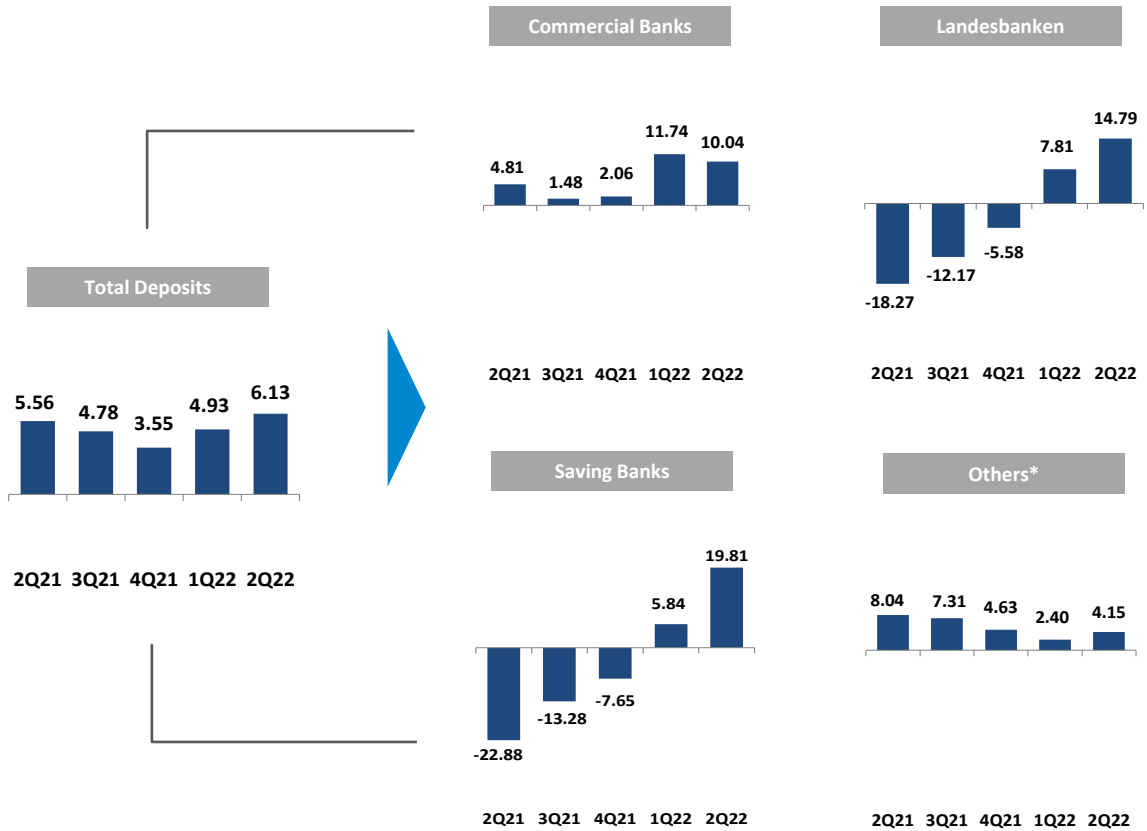 Commercial Banks
4.81 1.48 2.06 11.74 10.04
2Q21 3Q21 4Q21 1Q22 2Q22
Landesbanken
-18.27 -12.17 -5.58 7.81 14.79
2Q21 3Q21 4Q21 1Q22 2Q22
Total Deposits
5.56 4.78 3.55 4.93 6.13
2Q21 3Q21 4Q21 1Q22 2Q22
Saving Banks
-22.88 -13.28 -7.65 5.84 19.81
2Q21 3Q21 4Q21 1Q22 2Q22
Others*
8.04 7.31 4.63 2.40 4.15
2Q21 3Q21 4Q21 1Q22 2Q22